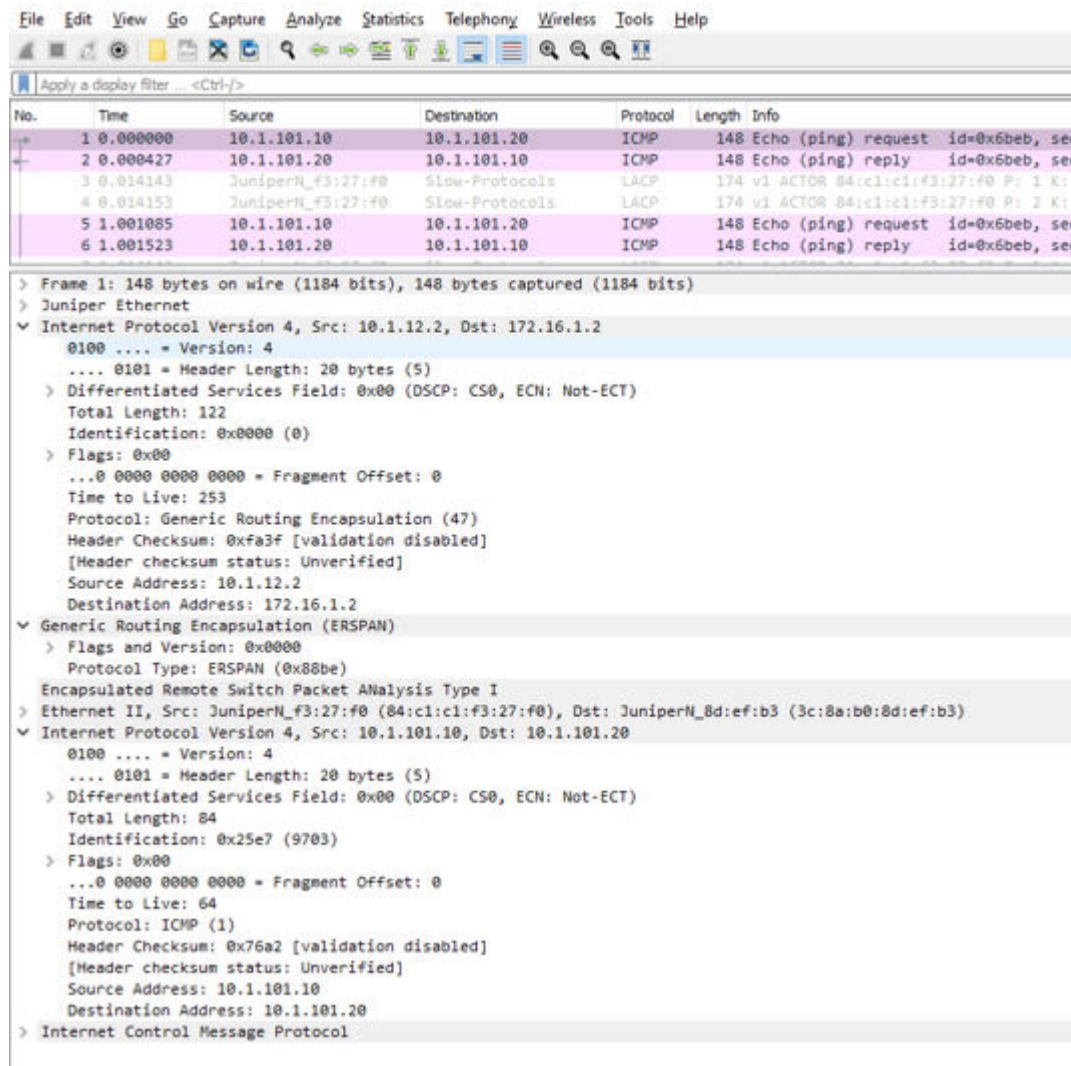 File Edit View Go Capture Analyze Statistics Telephony Wireless Tools Help
Apply a display filter ... <Ctrl-/>
No. Time Source Destination Protocol Length Info
1 0.000000 10.1.101.10 10.1.101.20 ICMP 148 Echo (ping) request id=0x6beb, se
2 0.000427 10.1.101.20 10.1.101.10 ICMP 148 Echo (ping) reply id=0x6beb, se
3 0.014143 JuniperN_f3:27:f0 Slow-Protocols LACP 174 v1 ACTOR 84:c1:c1:f3:27:f0 P: 1 K:
4 0.014153 JuniperN_f3:27:f0 Slow-Protocols LACP 174 v1 ACTOR 84:c1:c1:f3:27:f0 P: 2 K:
5 1.001085 10.1.101.10 10.1.101.20 ICMP 148 Echo (ping) request id=0x6beb, se
6 1.001523 10.1.101.20 10.1.101.10 ICMP 148 Echo (ping) reply id=0x6beb, se
Frame 1: 148 bytes on wire (1184 bits), 148 bytes captured (1184 bits)
Juniper Ethernet
Internet Protocol Version 4, Src: 10.1.12.2, Dst: 172.16.1.2
0100 .... = Version: 4
.... 0101 = Header Length: 20 bytes (5)
Differentiated Services Field: 0x00 (DSCP: CS0, ECN: Not-ECT)
Total Length: 122
Identification: 0x0000 (0)
Flags: 0x00
...0 0000 0000 0000 = Fragment Offset: 0
Time to Live: 253
Protocol: Generic Routing Encapsulation (47)
Header Checksum: 0xfa3f [validation disabled]
[Header checksum status: Unverified]
Source Address: 10.1.12.2
Destination Address: 172.16.1.2
Generic Routing Encapsulation (ERSPAN)
Flags and Version: 0x0000
Protocol Type: ERSPAN (0x88be)
Encapsulated Remote Switch Packet ANalysis Type I
Ethernet II, Src: JuniperN_f3:27:f0 (84:c1:c1:f3:27:f0), Dst: JuniperN_8d:ef:b3 (3c:8a:b0:8d:ef:b3)
Internet Protocol Version 4, Src: 10.1.101.10, Dst: 10.1.101.20
0100 .... = Version: 4
.... 0101 = Header Length: 20 bytes (5)
Differentiated Services Field: 0x00 (DSCP: CS0, ECN: Not-ECT)
Total Length: 84
Identification: 0x25e7 (9703)
Flags: 0x00
...0 0000 0000 0000 = Fragment Offset: 0
Time to Live: 64
Protocol: ICMP (1)
Header Checksum: 0x76a2 [validation disabled]
[Header checksum status: Unverified]
Source Address: 10.1.101.10
Destination Address: 10.1.101.20
Internet Control Message Protocol